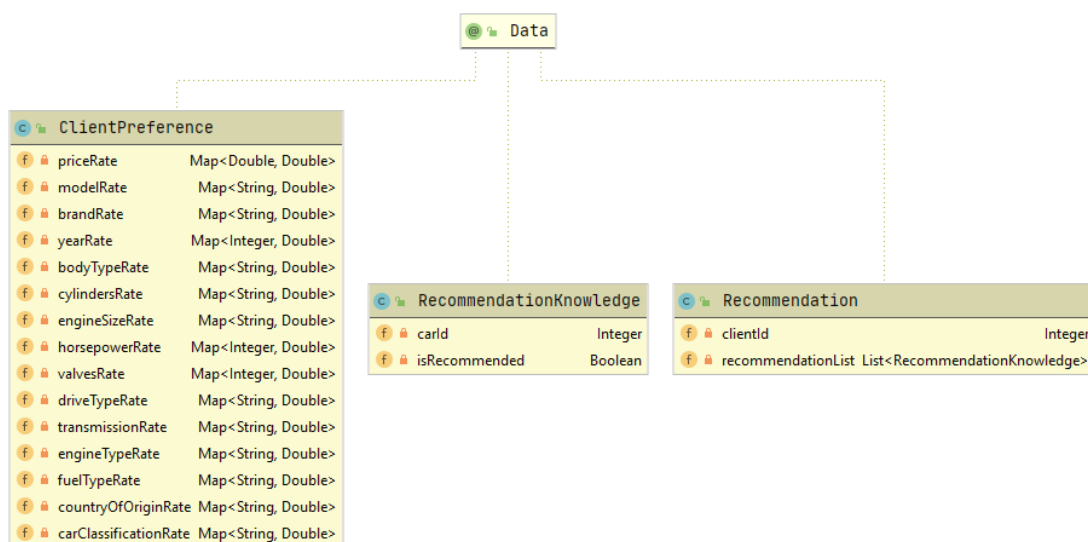 @ Data
C ClientPreference
f priceRate Map<Double, Double>
f modelRate Map<String, Double>
f brandRate Map<String, Double>
f yearRate Map<Integer, Double>
f bodyTypeRate Map<String, Double>
f cylindersRate Map<String, Double>
f engineSizeRate Map<String, Double>
f horsepowerRate Map<Integer, Double>
f valvesRate Map<Integer, Double>
f driveTypeRate Map<String, Double>
f transmissionRate Map<String, Double>
f engineTypeRate Map<String, Double>
f fuelTypeRate Map<String, Double>
f countryOfOriginRate Map<String, Double>
f carClassificationRate Map<String, Double>
C RecommendationKnowledge
f carId Integer
f isRecommended Boolean
C Recommendation
f clientId Integer
f recommendationList List<RecommendationKnowledge>